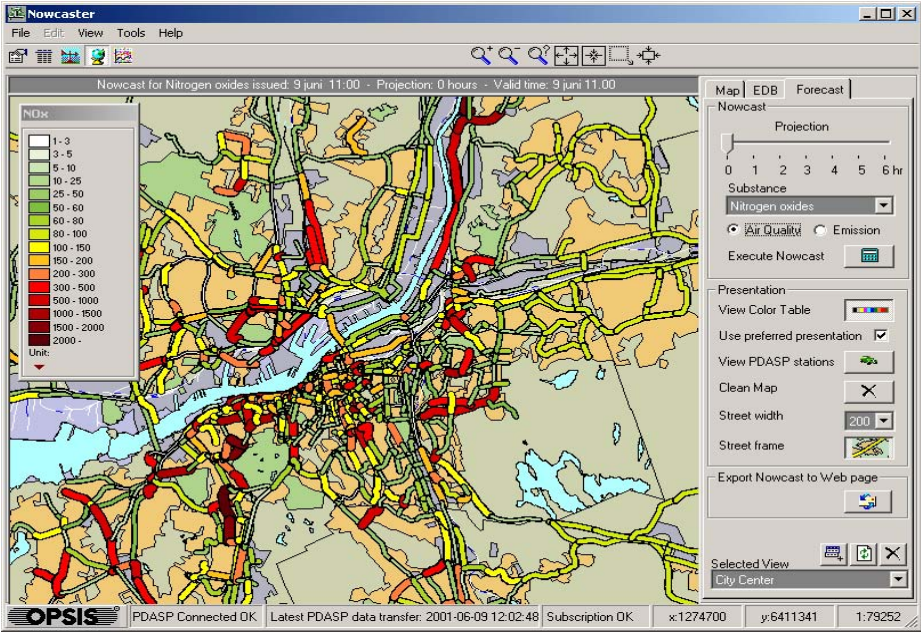 Nowcaster
File Edit View Tools Help
Nowcast for Nitrogen oxides issued: 9 juni 11:00 - Projection: 0 hours - Valid time: 9 juni 11.00
NOx
1 - 3
3 - 5
5 - 10
10 - 25
25 - 50
50 - 60
60 - 80
80 - 100
100 - 150
150 - 200
200 - 300
300 - 500
500 - 1000
1000 - 1500
1500 - 2000
2000 -
Unit:
Map EDB Forecast
Nowcast
Projection
0 1 2 3 4 5 6 hr
Substance
Nitrogen oxides
Air Quality Emission
Execute Nowcast
Presentation
View Color Table
Use preferred presentation
View PDASP stations
Clean Map
Street width 200
Street frame
Export Nowcast to Web page
Selected View
City Center
OPSIS PDASP Connected OK Latest PDASP data transfer: 2001-06-09 12:02:48 Subscription OK x:1274700 y:6411341 1:79252